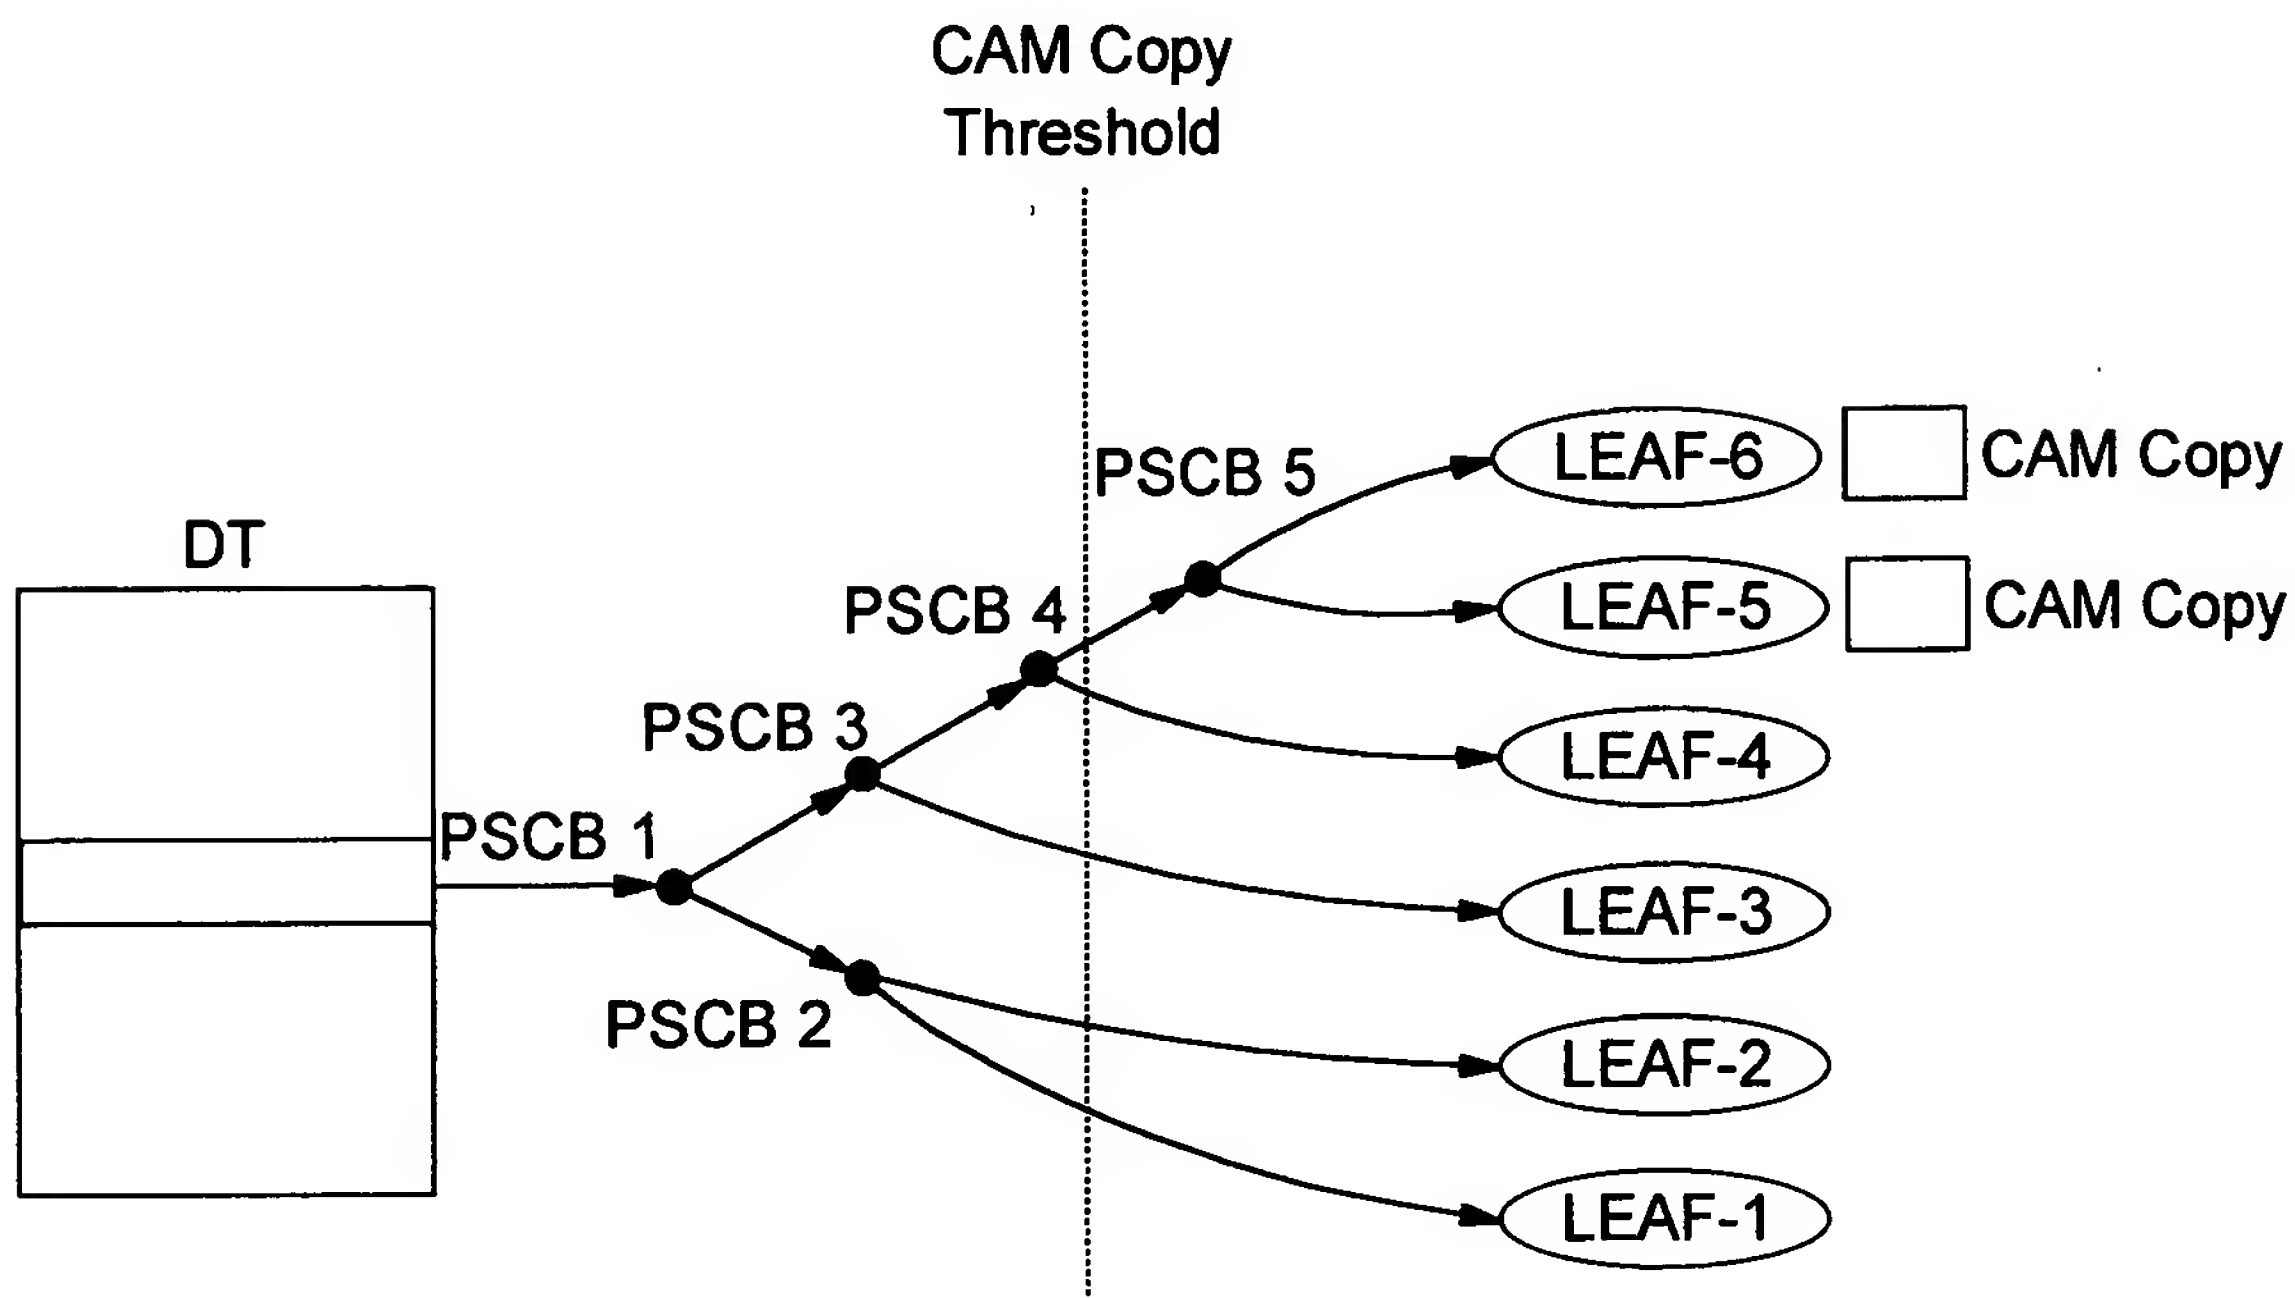 CAM Copy
Threshold
PSCB 5
LEAF-6
CAM Copy
DT
PSCB 4
LEAF-5
CAM Copy
PSCB 3
LEAF-4
PSCB 1
LEAF-3
PSCB 2
LEAF-2
LEAF-1